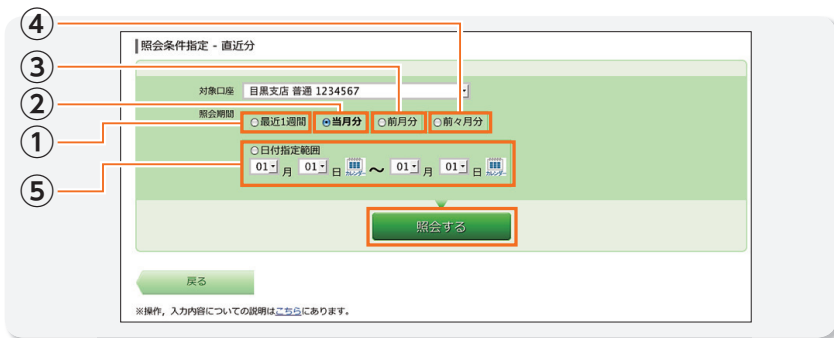 ④
③
②
①
⑤
照会条件指定 - 直近分
対象口座 目黒支店 普通 1234567
照会期間
○最近1週間 ◉当月分 ○前月分 ○前々月分
○日付指定範囲
01 月 01 日 カレンダー ～ 01 月 01 日 カレンダー
照会する
戻る
※操作，入力内容についての説明はこちらにあります。